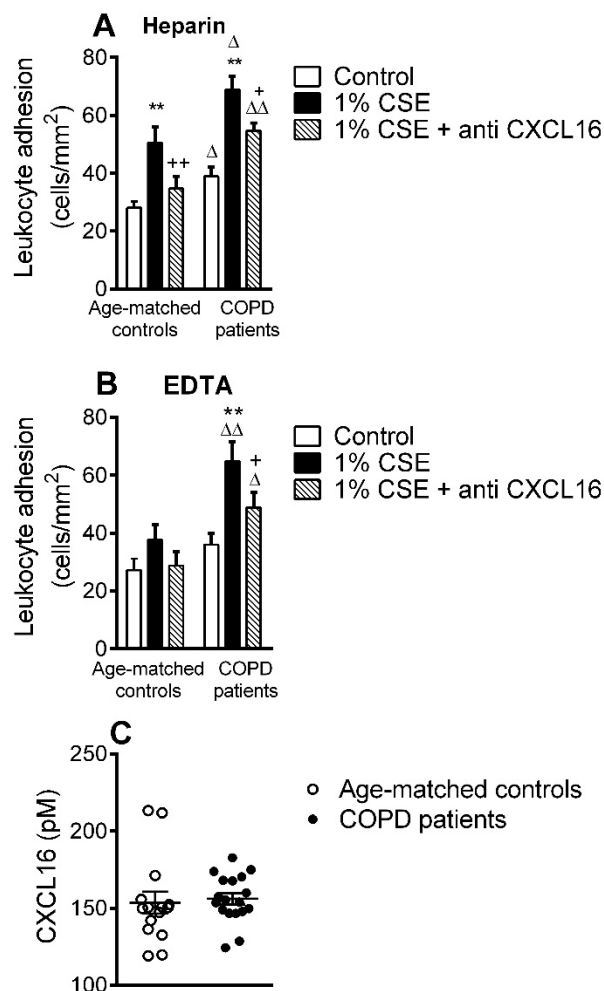 A Heparin
Leukocyte adhesion
(cells/mm²)
80
60
40
20
0
**
++
Δ
Δ
**
+
ΔΔ
Age-matched
controls
COPD
patients
Control
1% CSE
1% CSE + anti CXCL16
B EDTA
Leukocyte adhesion
(cells/mm²)
80
60
40
20
0
**
ΔΔ
+
Δ
Age-matched
controls
COPD
patients
Control
1% CSE
1% CSE + anti CXCL16
C
CXCL16 (pM)
250
200
150
100
Age-matched controls
COPD patients